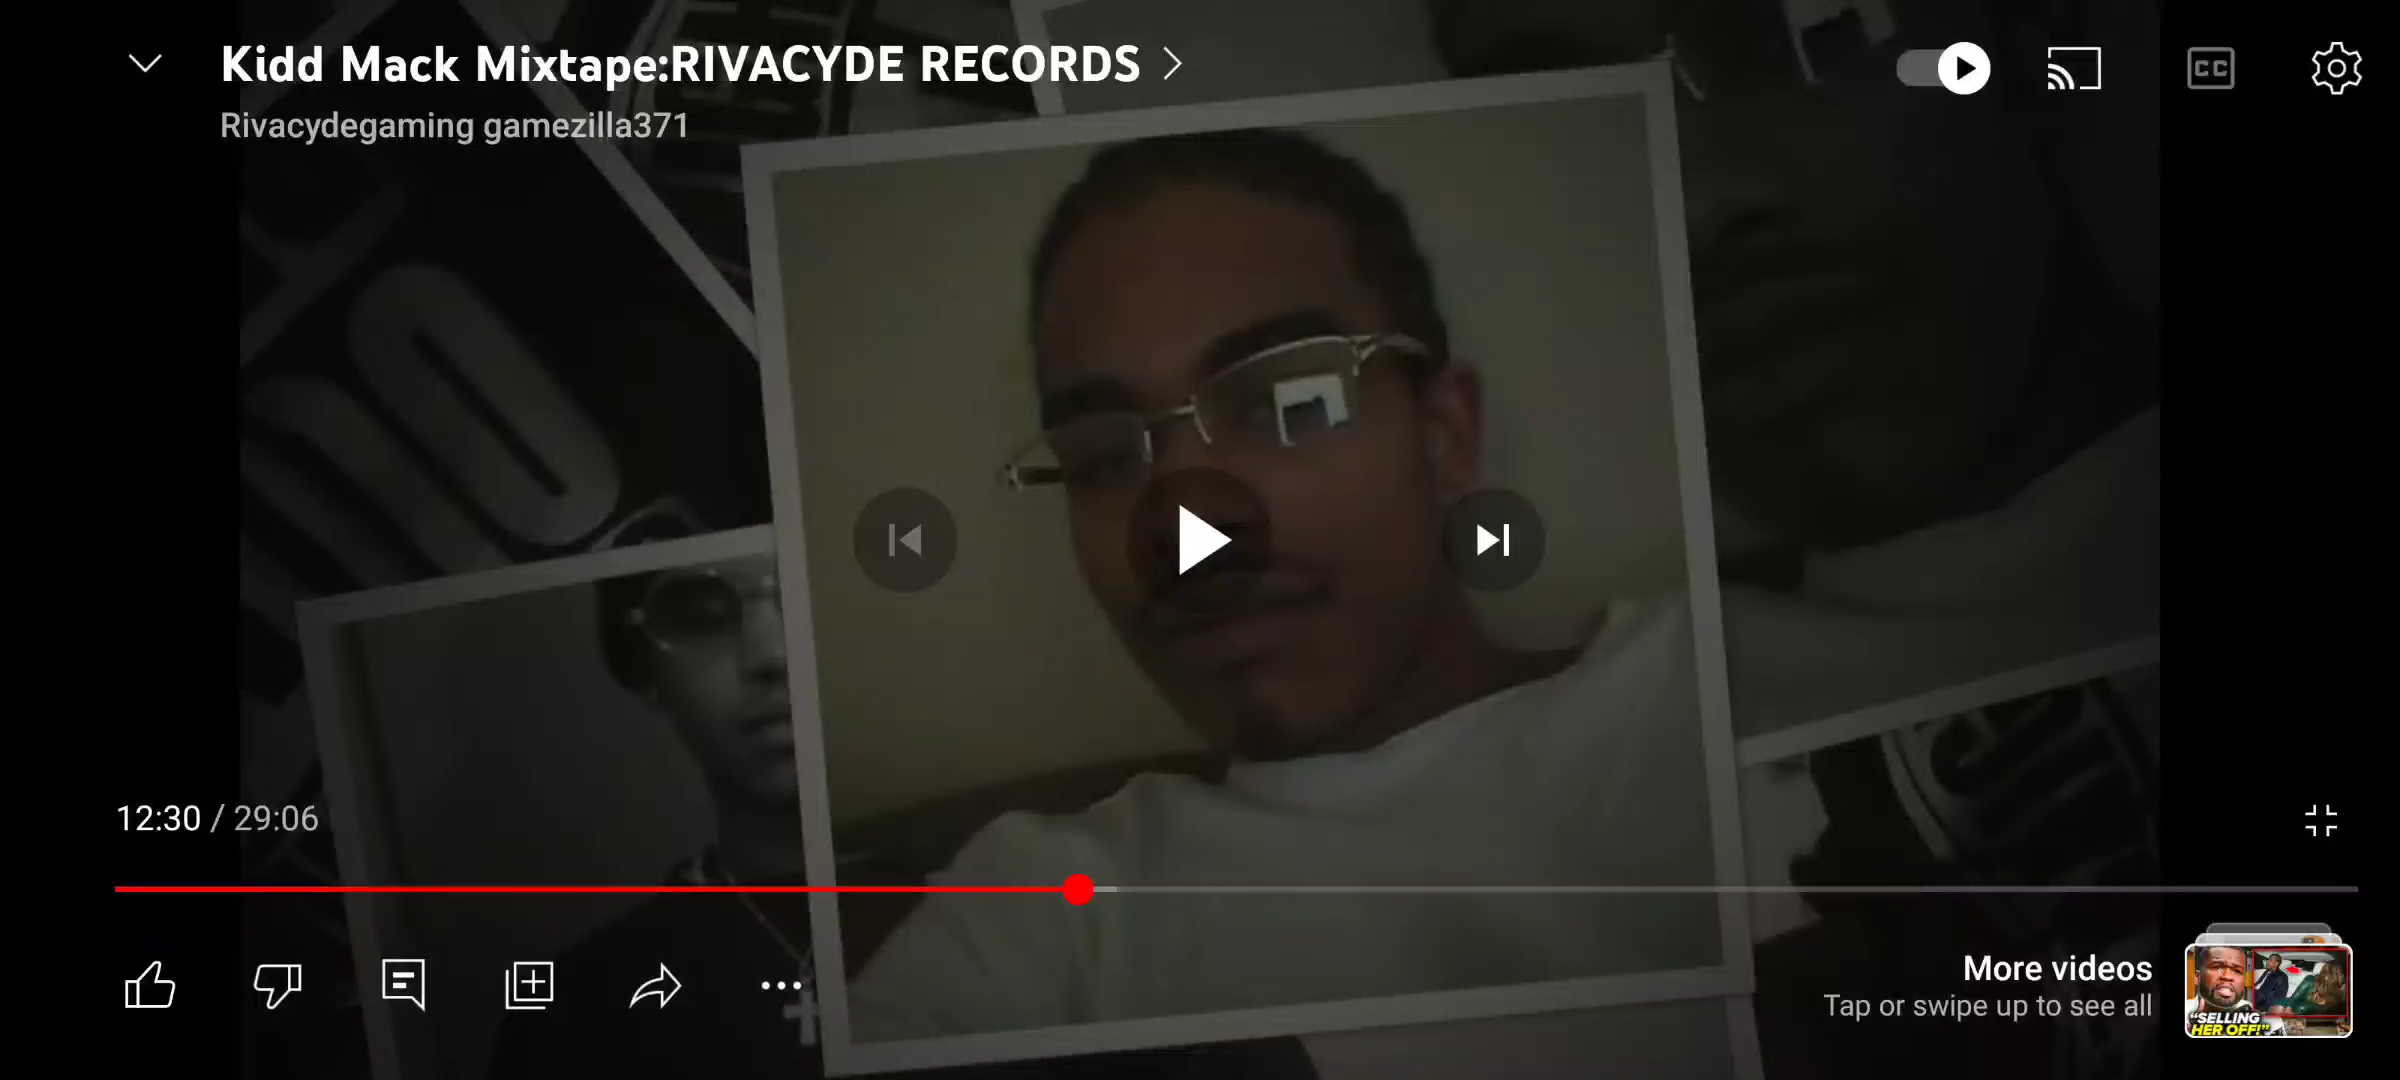 Kidd Mack Mixtape:RIVACYDE RECORDS
Rivacydegaming gamezilla371
CC
12:30 / 29:06
More videos
Tap or swipe up to see all
"SELLING
HER OFF!"